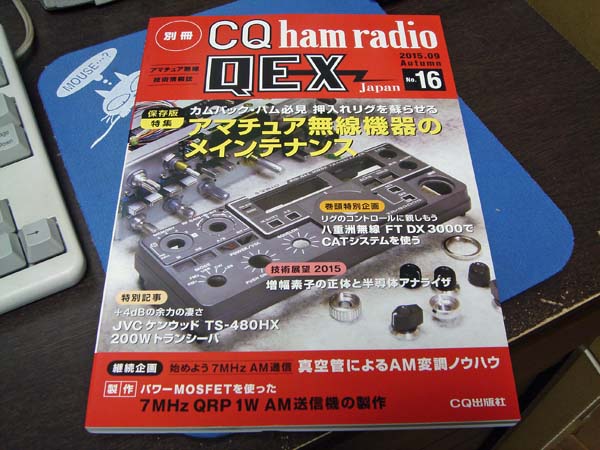 別冊 CQ ham radio
アマチュア無線
技術情報誌
QEX Japan
2015.09
Autumn
No.16
カムバック・ハム必見 押入れリグを蘇らせる
保存版
特集
アマチュア無線機器の
メインテナンス
巻頭特別企画
リグのコントロールに親しもう
八重洲無線 FT DX 3000で
CATシステムを使う
技術展望 2015
増幅素子の正体と半導体アナライザ
特別記事
+4dBの余力の凄さ
JVCケンウッド TS-480HX
200Wトランシーバ
継続企画 始めよう 7MHz AM通信 真空管によるAM変調ノウハウ
製作 パワーMOSFETを使った
7MHz QRP 1W AM送信機の製作
CQ出版社
MOUSE...?